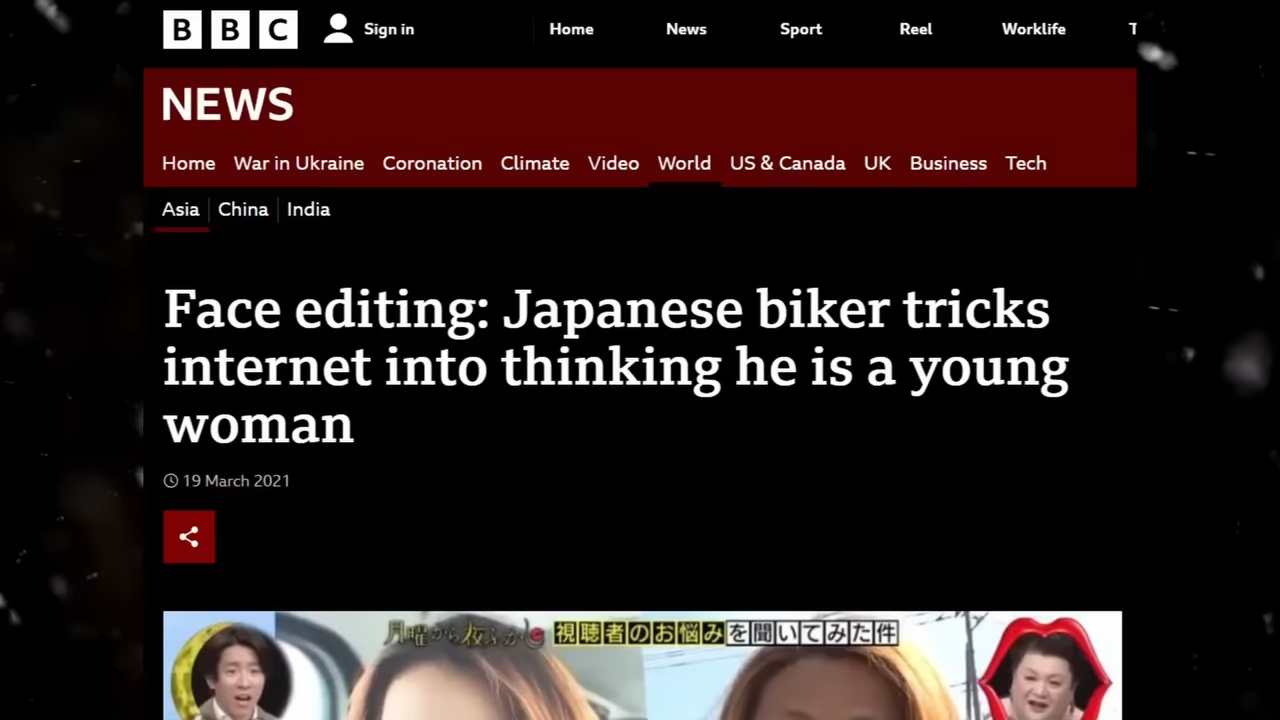 BBC Sign in Home News Sport Reel Worklife T
NEWS
Home War in Ukraine Coronation Climate Video World US & Canada UK Business Tech
Asia China India
Face editing: Japanese biker tricks
internet into thinking he is a young
woman
19 March 2021
月曜から夜ふかし 視聴者のお悩みを聞いてみた件